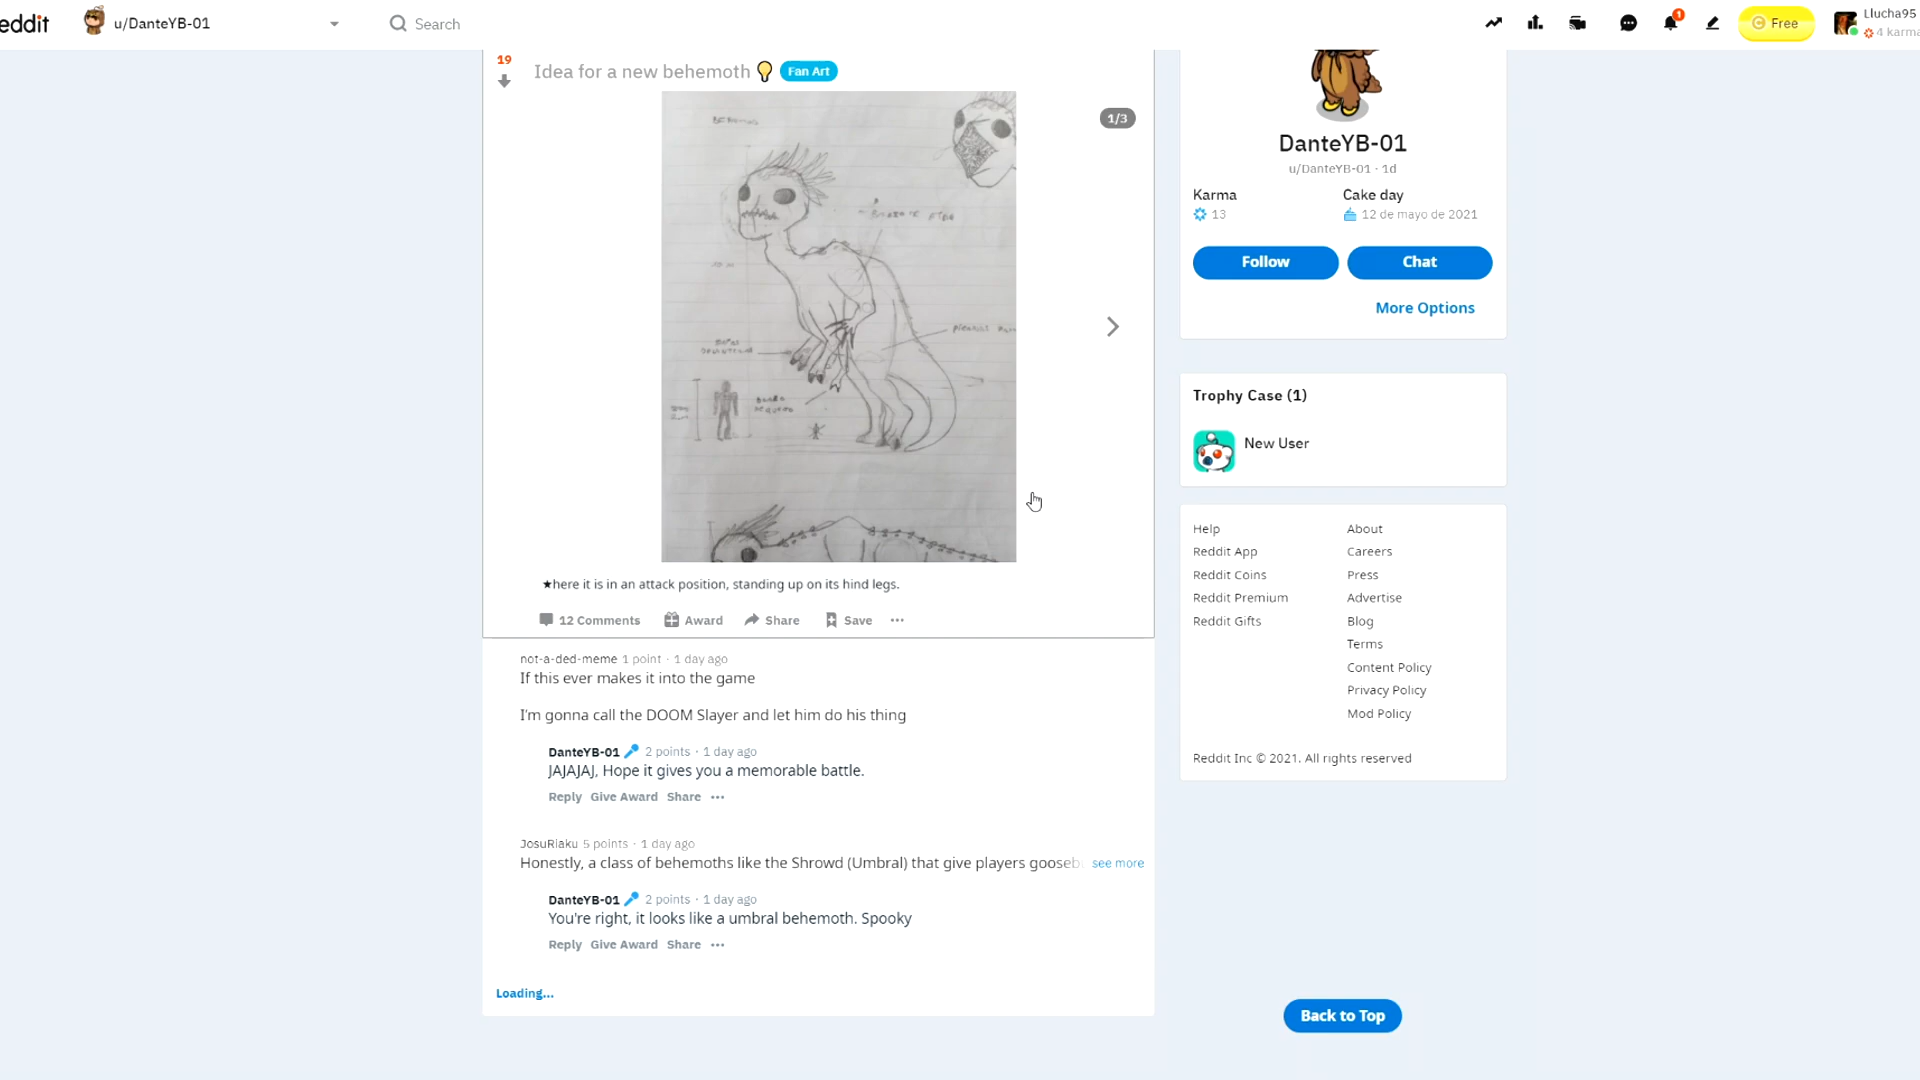 eddit
u/DanteYB-01
Search
1
Free
Llucha95
4 karma
19
Idea for a new behemoth
Fan Art
1/3
★here it is in an attack position, standing up on its hind legs.
12 Comments
Award
Share
Save
not-a-ded-meme 1 point · 1 day ago
If this ever makes it into the game
I'm gonna call the DOOM Slayer and let him do his thing
DanteYB-01 2 points · 1 day ago
JAJAJAJ, Hope it gives you a memorable battle.
Reply Give Award Share ···
JosuRiaku 5 points · 1 day ago
Honestly, a class of behemoths like the Shrowd (Umbral) that give players gooseb see more
DanteYB-01 2 points · 1 day ago
You're right, it looks like a umbral behemoth. Spooky
Reply Give Award Share ···
Loading...
DanteYB-01
u/DanteYB-01 · 1d
Karma
13
Cake day
12 de mayo de 2021
Follow
Chat
More Options
Trophy Case (1)
New User
Help
Reddit App
Reddit Coins
Reddit Premium
Reddit Gifts
About
Careers
Press
Advertise
Blog
Terms
Content Policy
Privacy Policy
Mod Policy
Reddit Inc © 2021. All rights reserved
Back to Top